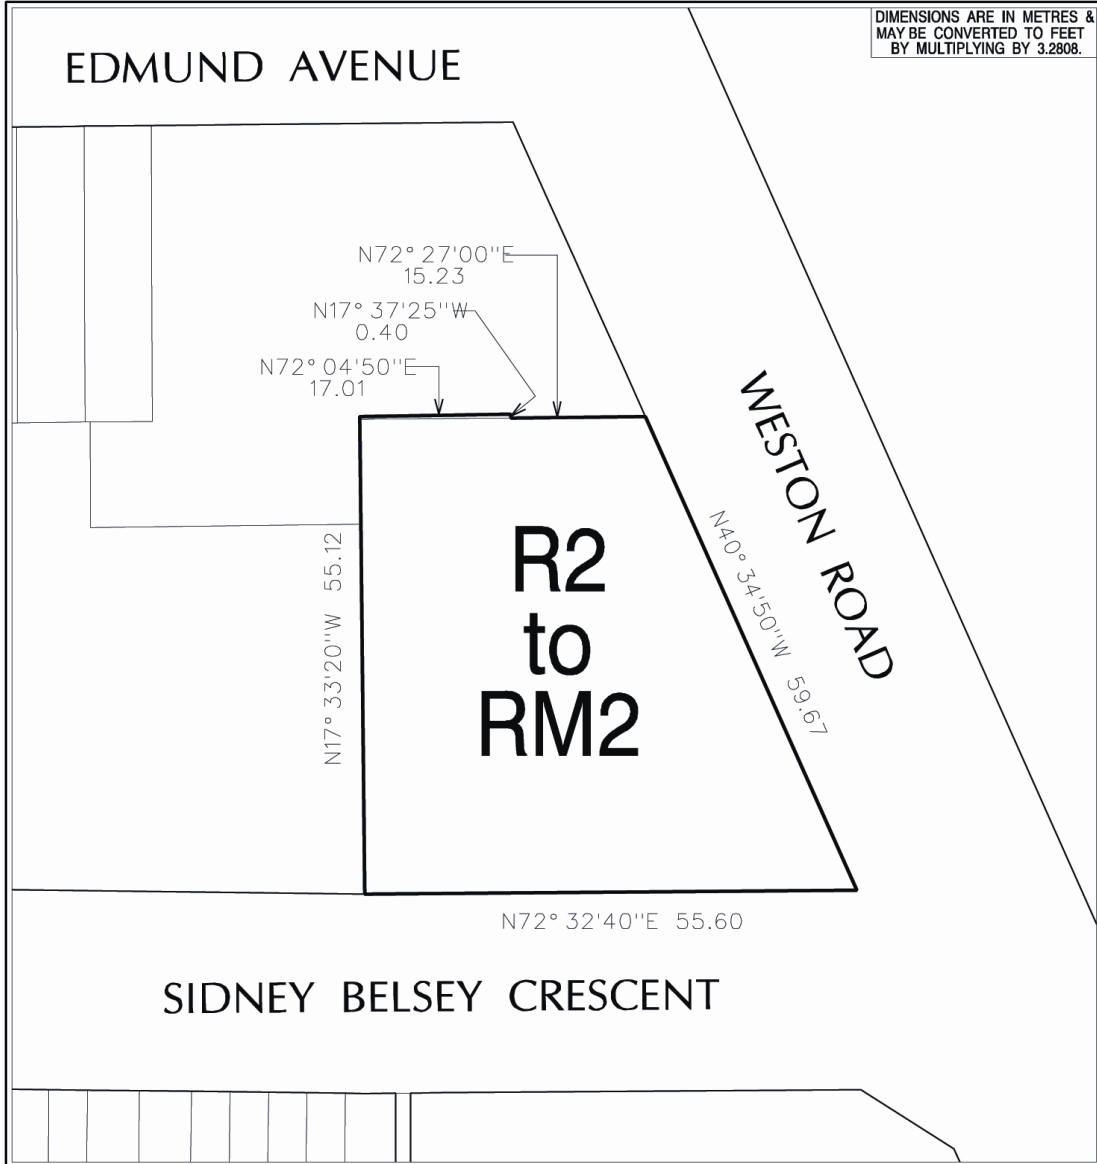 DIMENSIONS ARE IN METRES &
MAY BE CONVERTED TO FEET
BY MULTIPLYING BY 3.2808.
EDMUND AVENUE
N72° 27'00"E
15.23
N17° 37'25"W
0.40
N72° 04'50"E
17.01
WESTON ROAD
N40° 34'50"W 59.67
N17° 33'20"W 55.12
R2
to
RM2
N72° 32'40"E 55.60
SIDNEY BELSEY CRESCENT